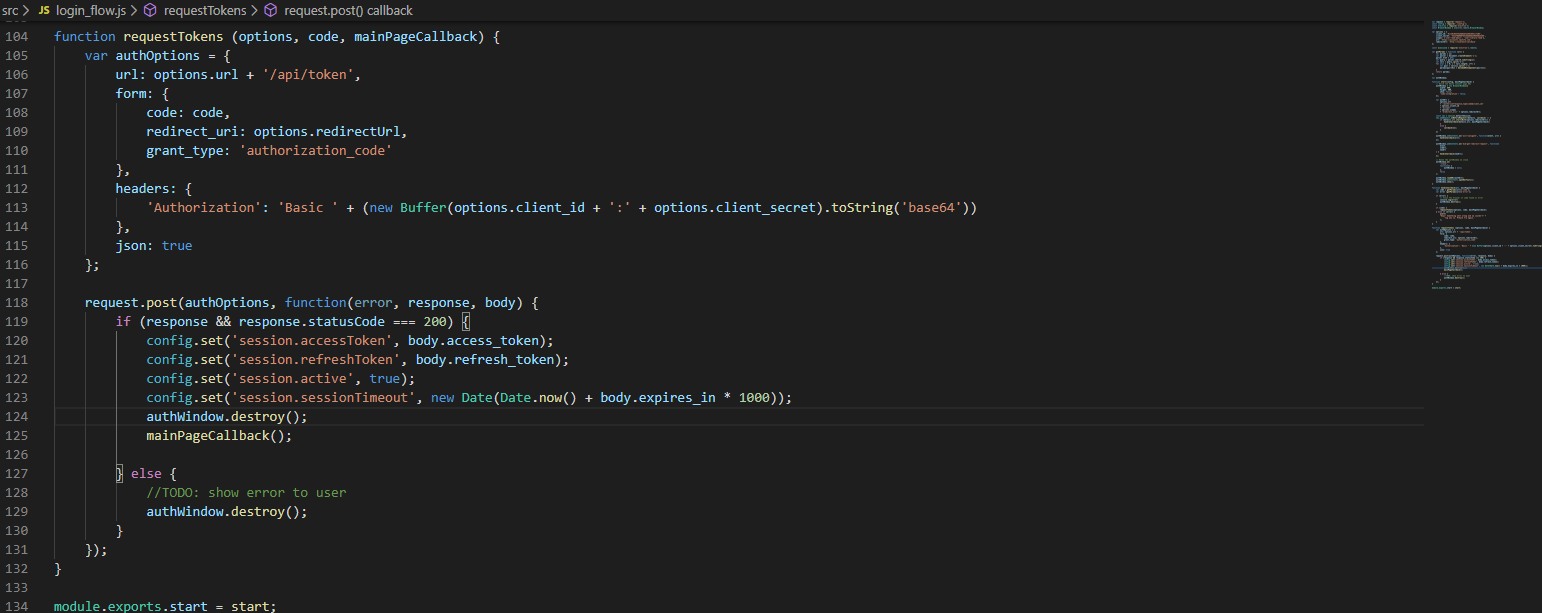 src > JS login_flow.js > requestTokens > request.post() callback
104 function requestTokens (options, code, mainPageCallback) {
105     var authOptions = {
106         url: options.url + '/api/token',
107         form: {
108             code: code,
109             redirect_uri: options.redirectUrl,
110             grant_type: 'authorization_code'
111         },
112         headers: {
113             'Authorization': 'Basic ' + (new Buffer(options.client_id + ':' + options.client_secret).toString('base64'))
114         },
115         json: true
116     };
117
118     request.post(authOptions, function(error, response, body) {
119         if (response && response.statusCode === 200) {
120             config.set('session.accessToken', body.access_token);
121             config.set('session.refreshToken', body.refresh_token);
122             config.set('session.active', true);
123             config.set('session.sessionTimeout', new Date(Date.now() + body.expires_in * 1000));
124             authWindow.destroy();
125             mainPageCallback();
126
127         } else {
128             //TODO: show error to user
129             authWindow.destroy();
130         }
131     });
132 }
133
134 module.exports.start = start;